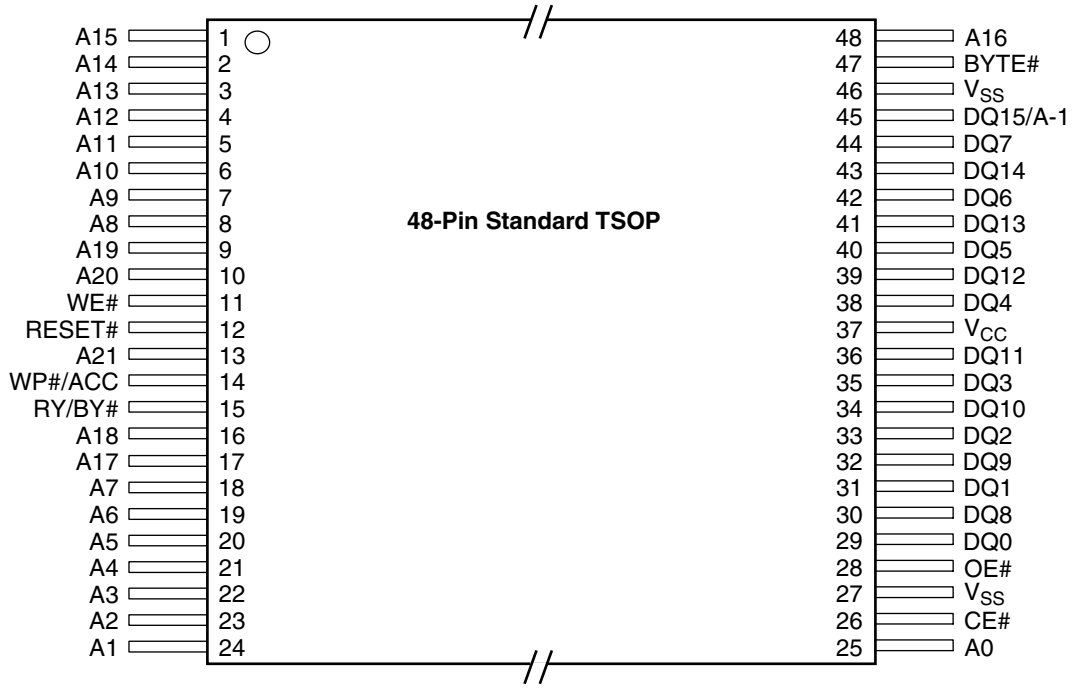 A15 1 48 A16
A14 2 47 BYTE#
A13 3 46 VSS
A12 4 45 DQ15/A-1
A11 5 44 DQ7
A10 6 43 DQ14
A9 7 42 DQ6
A8 8 48-Pin Standard TSOP 41 DQ13
A19 9 40 DQ5
A20 10 39 DQ12
WE# 11 38 DQ4
RESET# 12 37 VCC
A21 13 36 DQ11
WP#/ACC 14 35 DQ3
RY/BY# 15 34 DQ10
A18 16 33 DQ2
A17 17 32 DQ9
A7 18 31 DQ1
A6 19 30 DQ8
A5 20 29 DQ0
A4 21 28 OE#
A3 22 27 VSS
A2 23 26 CE#
A1 24 25 A0